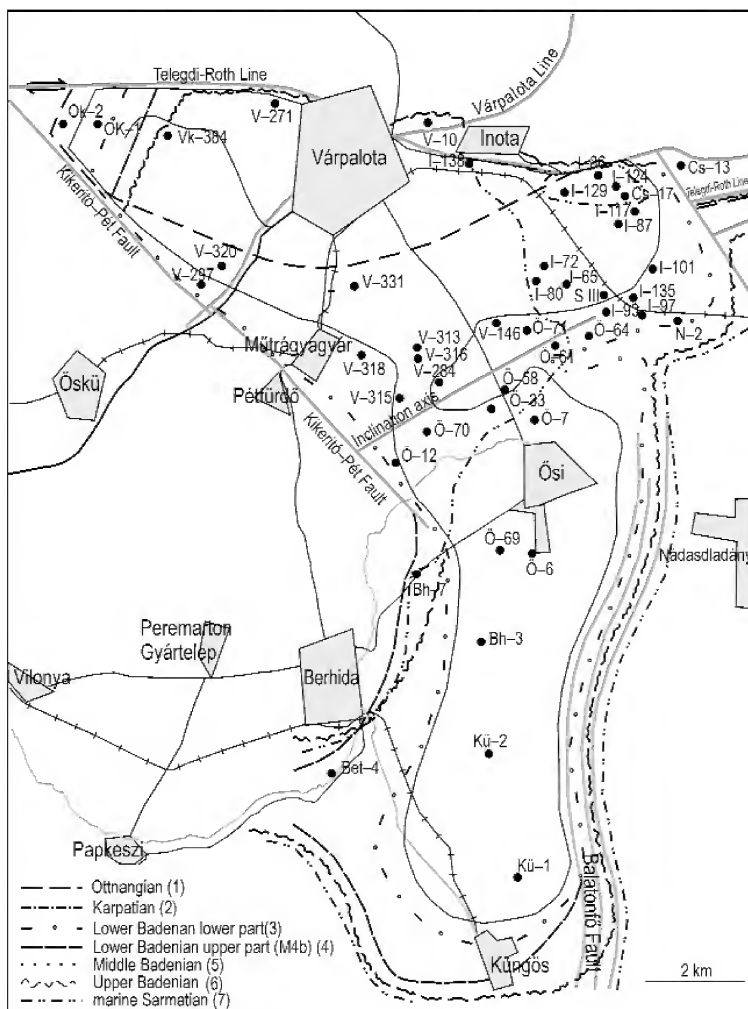 Telegdi-Roth Line
Várpalota Line
Ok–2
OK–1
V–271
Vk–384
V–10
Inota
Várpalota
I–138
I–86
I–124
Cs–13
I–129
Cs–17
Telegdi-Roth Line
I–117
I–87
Kikeritó–Pét Fault
V–320
V–297
V–331
I–72
I–65
I–80
S III
I–101
I–135
I–93
I–97
V–146
Ö–71
Ö–64
N–2
Műtrágyagyár
V–313
V–316
V–318
V–284
Ö–61
Öskü
Pétfürdő
V–315
Inclination axis
Ö–58
Ö–33
Ö–7
Ö–70
Kikeritó–Pét Fault
Ö–12
Ősi
Ö–69
Ö–6
Nádasdladány
Bh–7
Peremarton
Gyártelep
Bh–3
Vilonya
Berhida
Kü–2
Bet–4
Papkeszi
Kü–1
Balatonfő Fault
Küngös
Ottnangian (1)
Karpatian (2)
Lower Badenan lower part(3)
Lower Badenian upper part (M4b) (4)
Middle Badenian (5)
Upper Badenian (6)
marine Sarmatian (7)
2 km